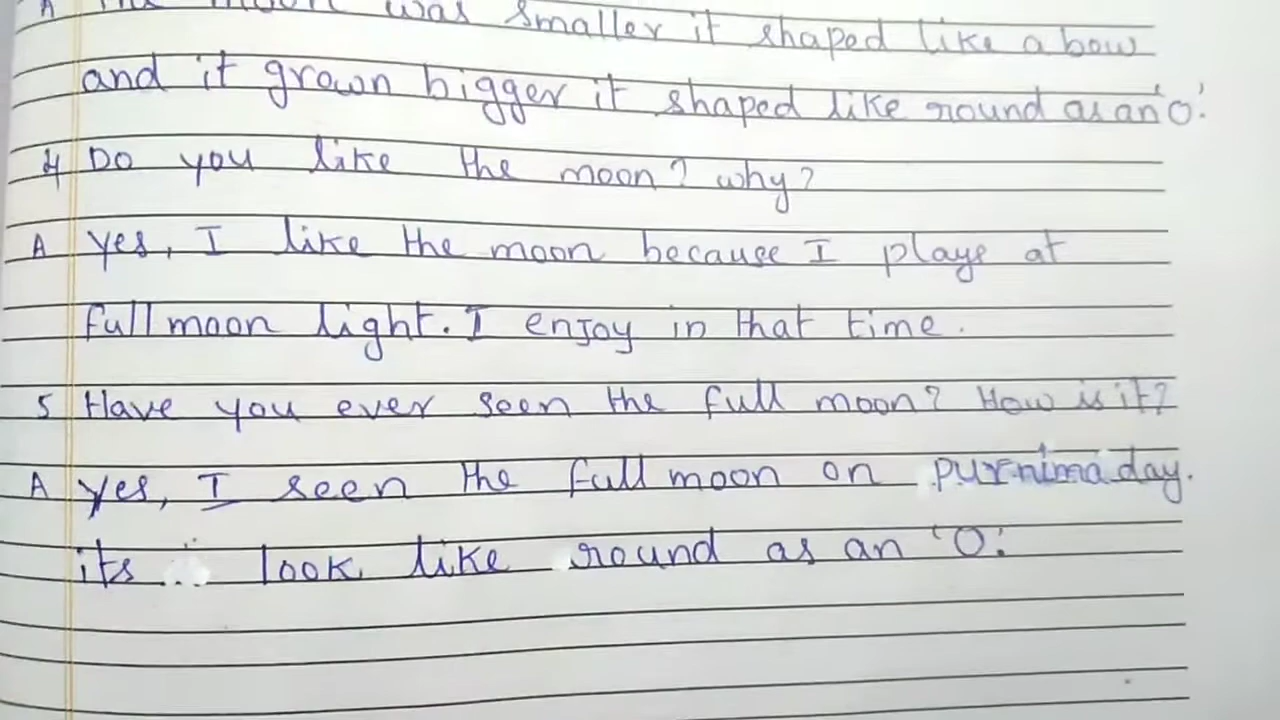 A The moon was smaller it shaped like a bow
and it grown bigger it shaped like round as an 'O'.
4 Do you like the moon? why?
A yes, I like the moon because I plays at
full moon light. I enjoy in that time.
5 Have you ever seen the full moon? How is it?
A yes, I seen the full moon on purnima day.
its look like round as an 'O'.